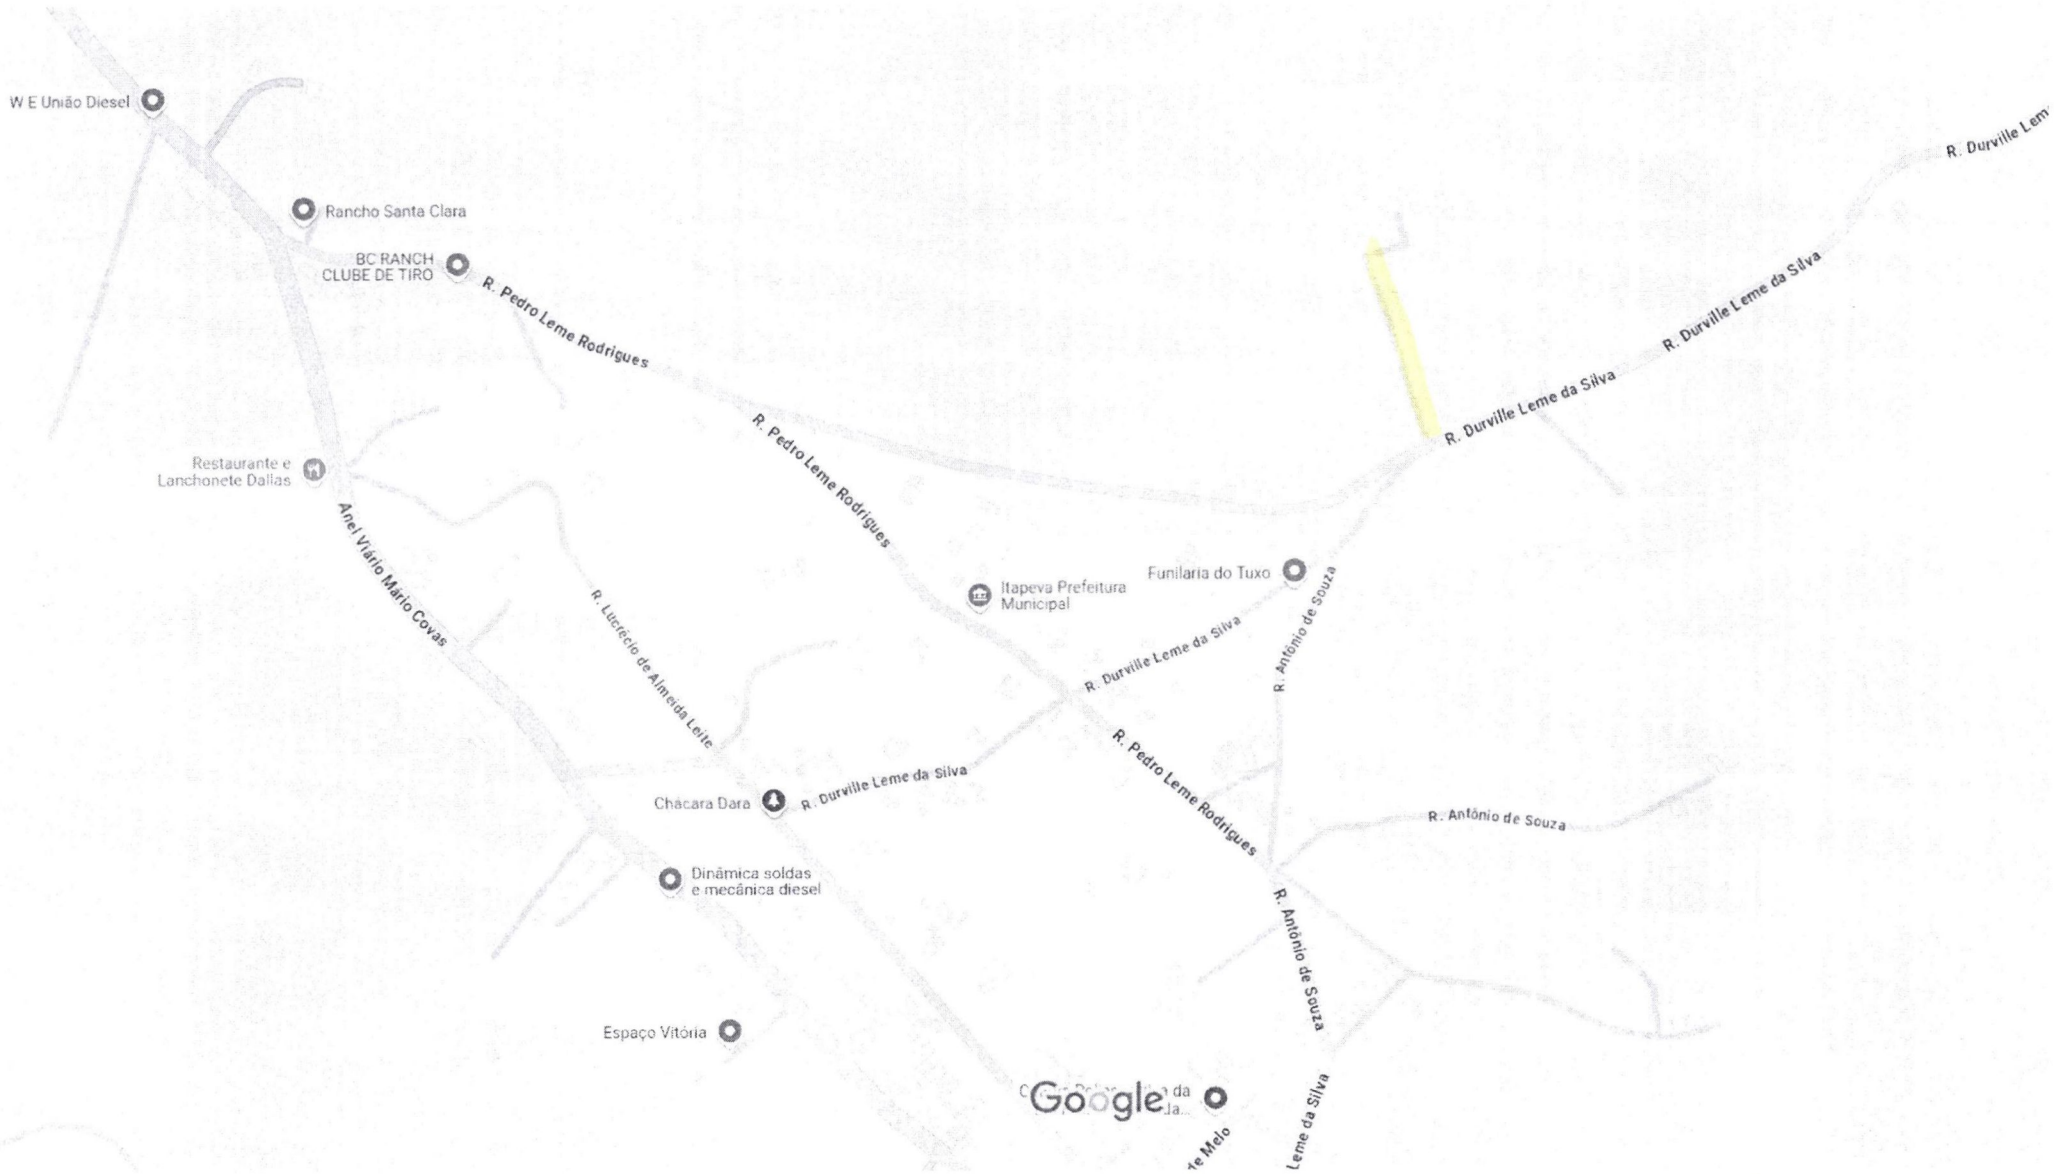 R. Durville Lem
W E União Diesel
Rancho Santa Clara
BC RANCH
CLUBE DE TIRO
R. Pedro Leme Rodrigues
R. Durville Leme da Silva
R. Durville Leme da Silva
R. Pedro Leme Rodrigues
Restaurante e
Lanchonete Dallas
Anel Viário Mário Covas
Funilaria do Tuxo
Itapeva Prefeitura
Municipal
R. Antônio de Souza
R. Lucrécio de Almeida Leite
R. Durville Leme da Silva
R. Pedro Leme Rodrigues
R. Durville Leme da Silva
Chácara Dara
R. Antônio de Souza
Dinâmica soldas
e mecânica diesel
R. Antônio de Souza
Espaço Vitória
Google
da
de Melo
Leme da Silva